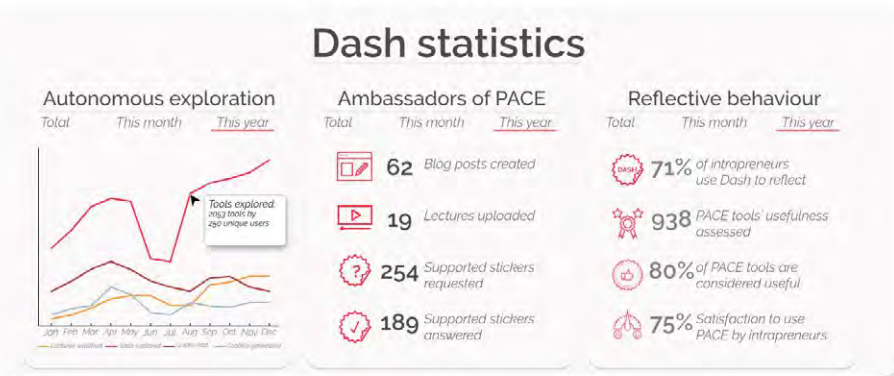 Dash statistics
Autonomous exploration
Total This month This year
Tools explored:
2053 tools by
250 unique users
Jan Feb Mar Apr May Jun Jul Aug Sep Oct Nov Dec
Lectures watched
Tools explored
Ambassadors of PACE
Total This month This year
62 Blog posts created
19 Lectures uploaded
254 Supported stickers
requested
189 Supported stickers
answered
Reflective behaviour
Total This month This year
DASH
71% of intrapreneurs
use Dash to reflect
938 PACE tools' usefulness
assessed
80% of PACE tools are
considered useful
75% Satisfaction to use
PACE by intrapreneurs